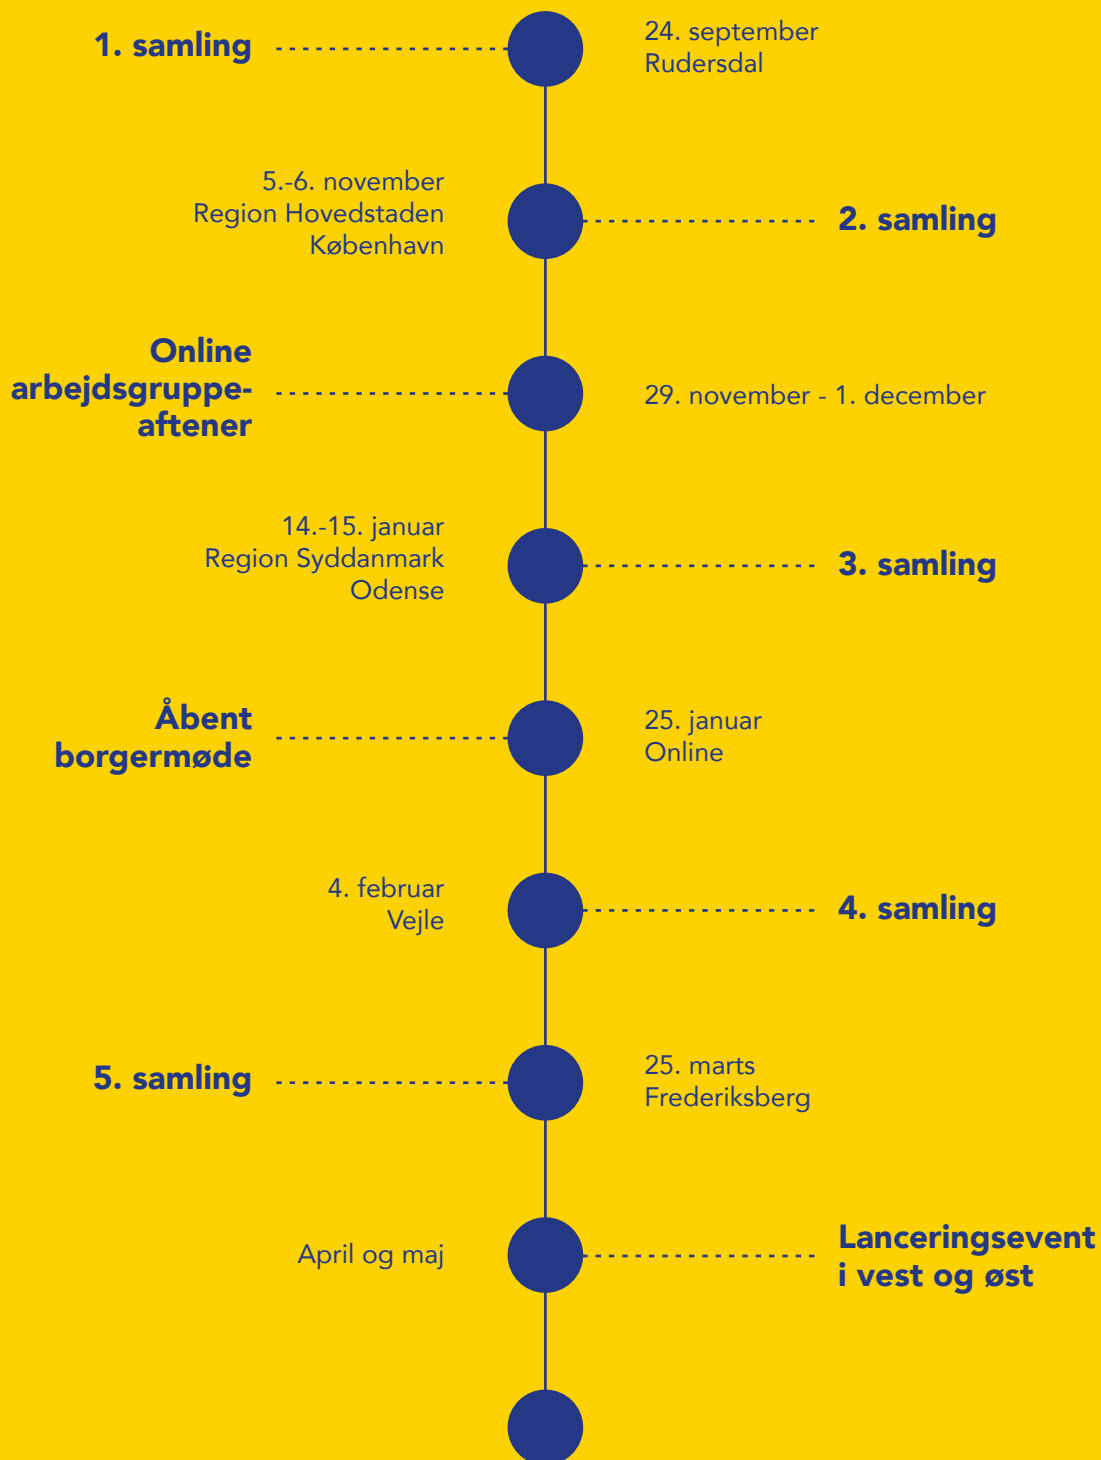 1. samling
24. september
Rudersdal
5.-6. november
Region Hovedstaden
København
2. samling
Online
arbejdsgruppe-
aftener
29. november - 1. december
14.-15. januar
Region Syddanmark
Odense
3. samling
Åbent
borgermøde
25. januar
Online
4. februar
Vejle
4. samling
5. samling
25. marts
Frederiksberg
April og maj
Lanceringsevent
i vest og øst